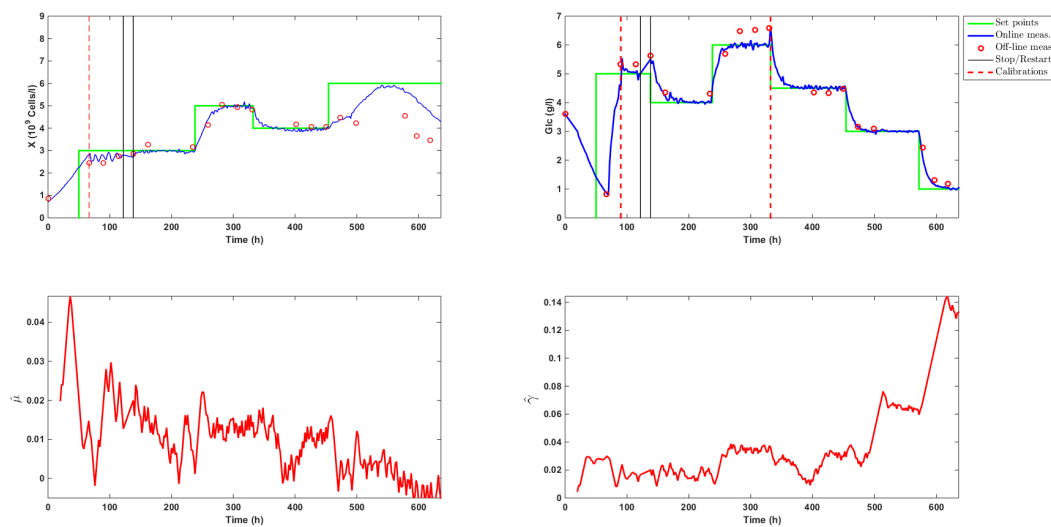 9
8
7
6
5
4
3
2
1
0
X (10⁹ Cells/l)
0 100 200 300 400 500 600
Time (h)
7
6
5
4
3
2
1
0
Glc (g/l)
0 100 200 300 400 500 600
Time (h)
Set points
Online meas.
Off-line meas.
Stop/Restart
Calibrations
0.04
0.03
0.02
0.01
0
μ̂
0 100 200 300 400 500 600
Time (h)
0.14
0.12
0.1
0.08
0.06
0.04
0.02
0
γ̂
0 100 200 300 400 500 600
Time (h)